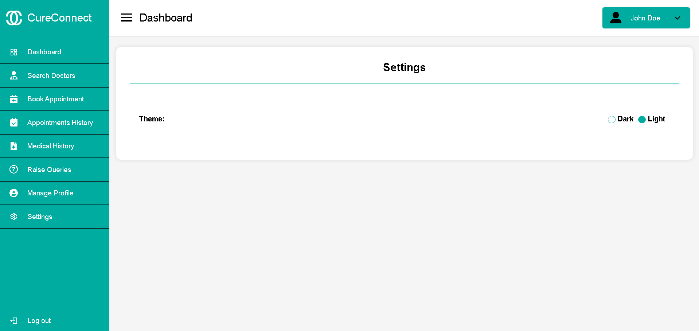 CureConnect
Dashboard
John Doe
Dashboard
Search Doctors
Book Appointment
Appointments History
Medical History
Raise Queries
Manage Profile
Settings
Log out
Settings
Theme:
Dark Light